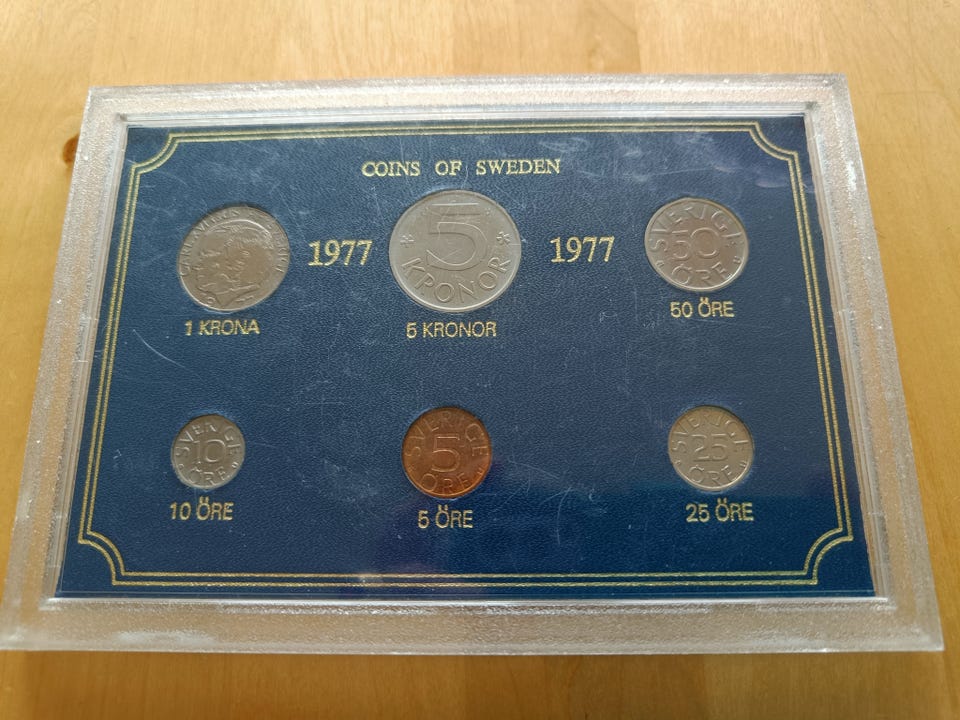 COINS OF SWEDEN
1977
5
KRONOR
1977
SVERIGE
50
ÖRE
1 KRONA
5 KRONOR
50 ÖRE
SVERIGE
10
ÖRE
SVERIGE
5
ÖRE
SVERIGE
25
ÖRE
10 ÖRE
5 ÖRE
25 ÖRE